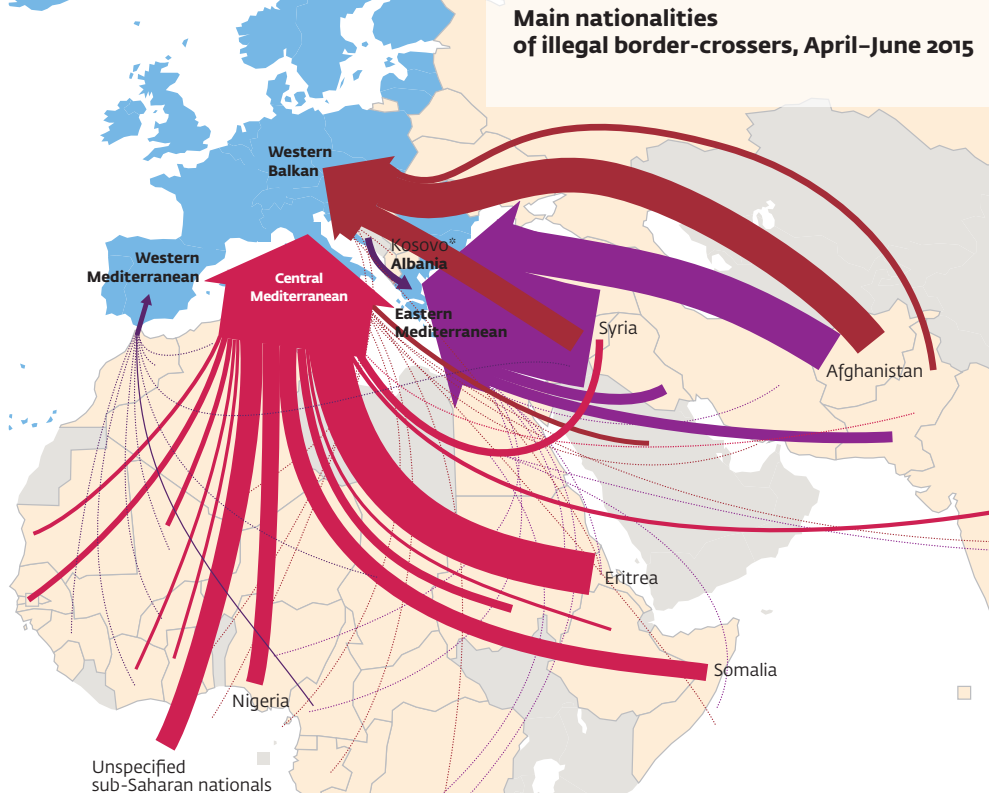 Main nationalities
of illegal border-crossers, April–June 2015
Western
Balkan
Kosovo*
Albania
Western
Mediterranean
Central
Mediterranean
Eastern
Mediterranean
Syria
Afghanistan
Eritrea
Somalia
Nigeria
Unspecified
sub-Saharan nationals